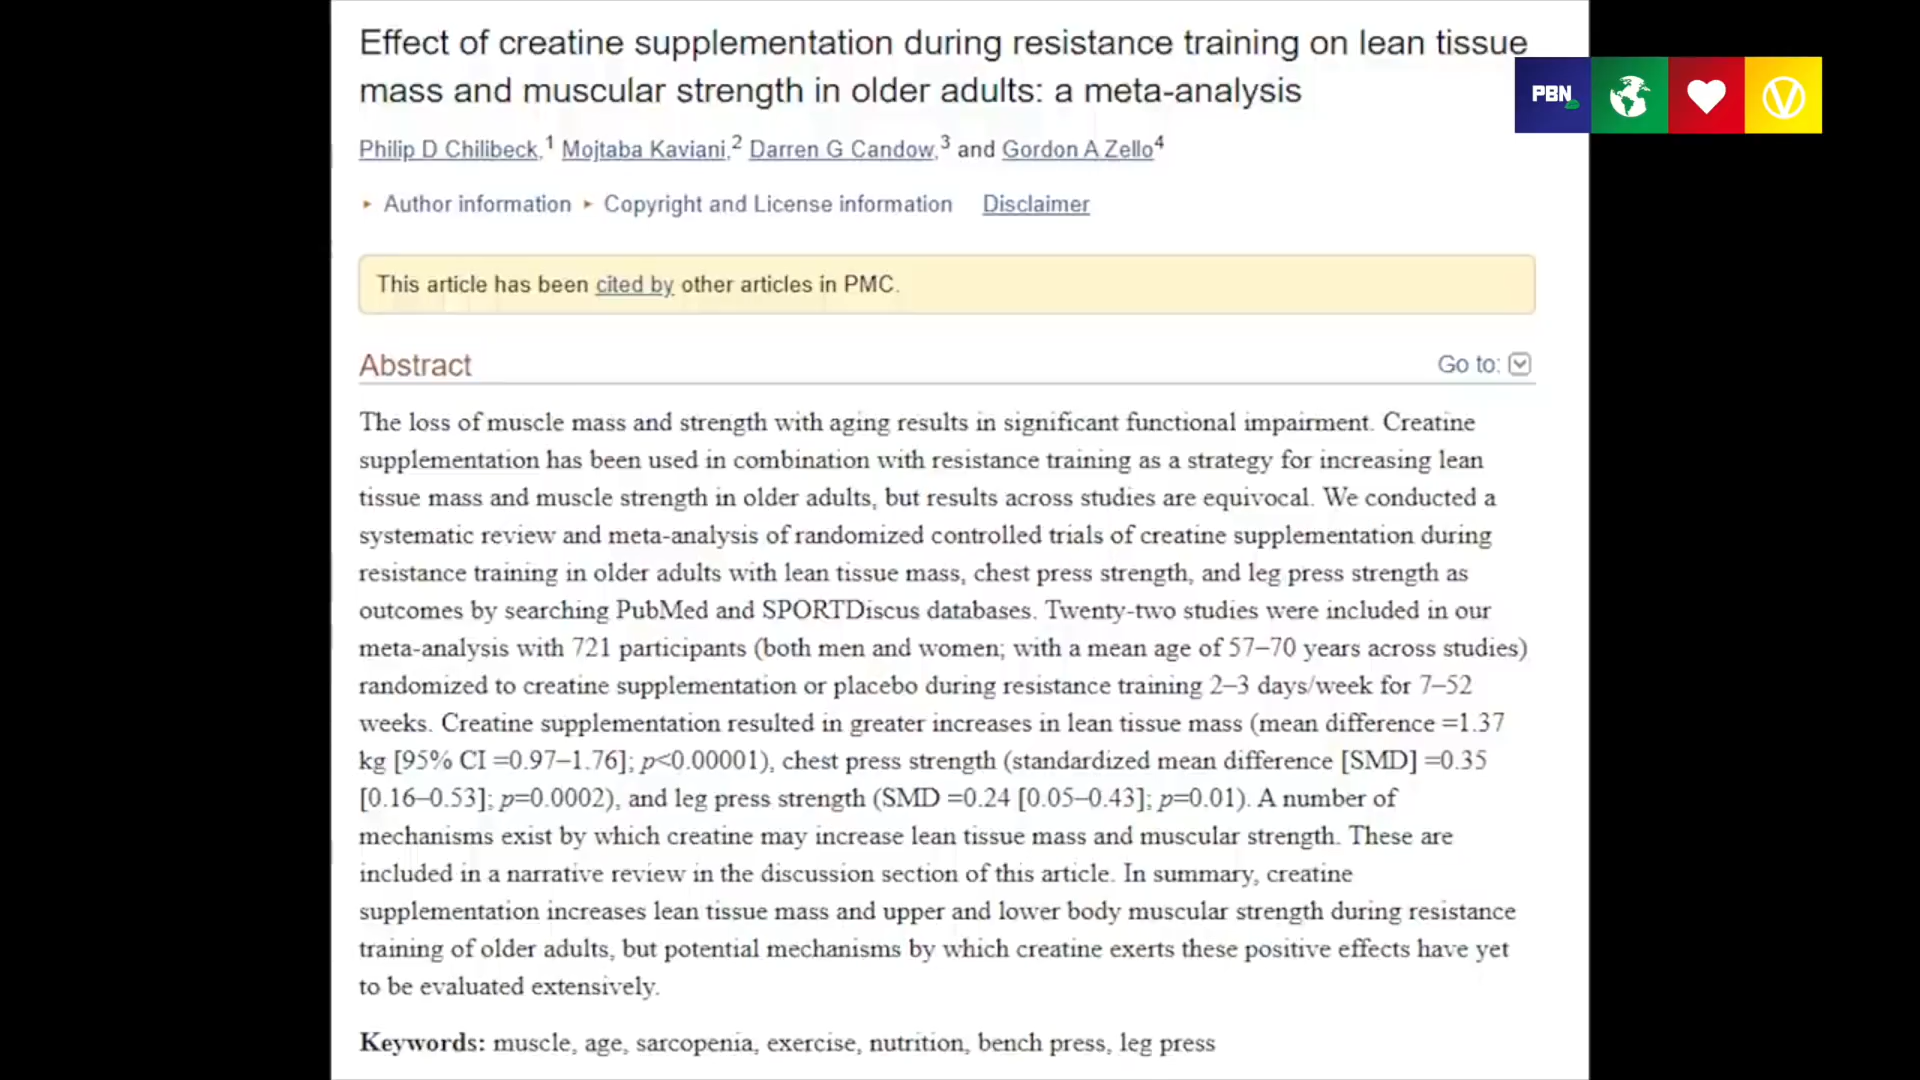 Effect of creatine supplementation during resistance training on lean tissue
mass and muscular strength in older adults: a meta-analysis
PBN
Philip D Chilibeck,1 Mojtaba Kaviani,2 Darren G Candow,3 and Gordon A Zello4
▸ Author information ▸ Copyright and License information Disclaimer
This article has been cited by other articles in PMC.
Abstract Go to:
The loss of muscle mass and strength with aging results in significant functional impairment. Creatine
supplementation has been used in combination with resistance training as a strategy for increasing lean
tissue mass and muscle strength in older adults, but results across studies are equivocal. We conducted a
systematic review and meta-analysis of randomized controlled trials of creatine supplementation during
resistance training in older adults with lean tissue mass, chest press strength, and leg press strength as
outcomes by searching PubMed and SPORTDiscus databases. Twenty-two studies were included in our
meta-analysis with 721 participants (both men and women; with a mean age of 57–70 years across studies)
randomized to creatine supplementation or placebo during resistance training 2–3 days/week for 7–52
weeks. Creatine supplementation resulted in greater increases in lean tissue mass (mean difference =1.37
kg [95% CI =0.97–1.76]; p<0.00001), chest press strength (standardized mean difference [SMD] =0.35
[0.16–0.53]; p=0.0002), and leg press strength (SMD =0.24 [0.05–0.43]; p=0.01). A number of
mechanisms exist by which creatine may increase lean tissue mass and muscular strength. These are
included in a narrative review in the discussion section of this article. In summary, creatine
supplementation increases lean tissue mass and upper and lower body muscular strength during resistance
training of older adults, but potential mechanisms by which creatine exerts these positive effects have yet
to be evaluated extensively.
Keywords: muscle, age, sarcopenia, exercise, nutrition, bench press, leg press